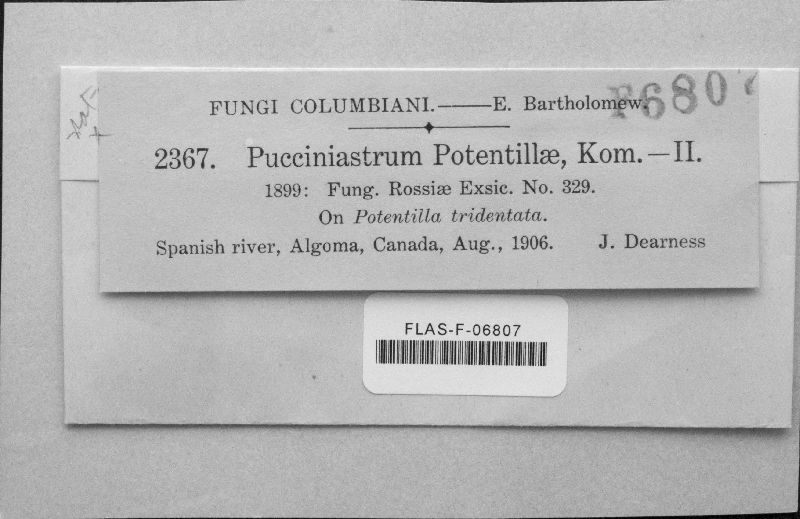 FUNGI COLUMBIANI.——E. Bartholomew.
F6807
2367. Pucciniastrum Potentillæ, Kom.—II.
1899: Fung. Rossiæ Exsic. No. 329.
On Potentilla tridentata.
Spanish river, Algoma, Canada, Aug., 1906. J. Dearness
FLAS-F-06807